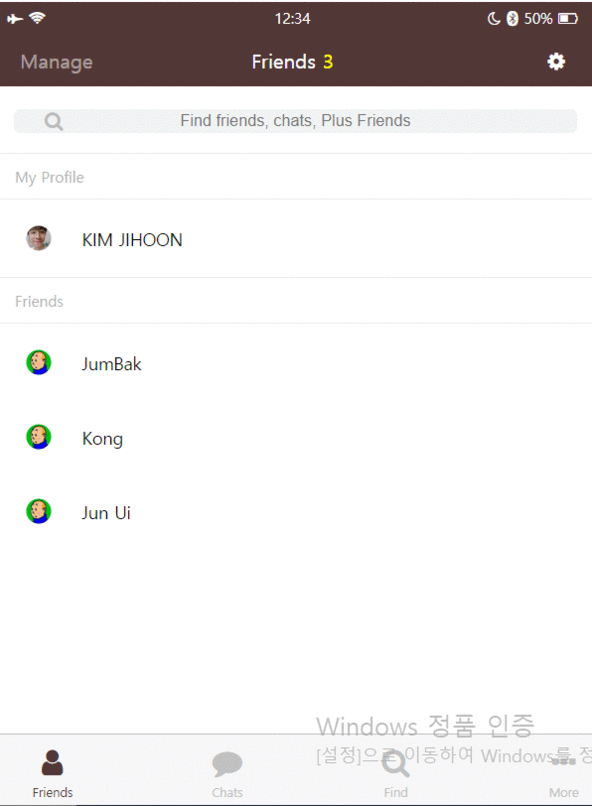 12:34 50%
Manage Friends 3
Find friends, chats, Plus Friends
My Profile
KIM JIHOON
Friends
JumBak
Kong
Jun Ui
Windows 정품 인증
[설정]으로 이동하여 Windows를 정
Friends Chats Find More